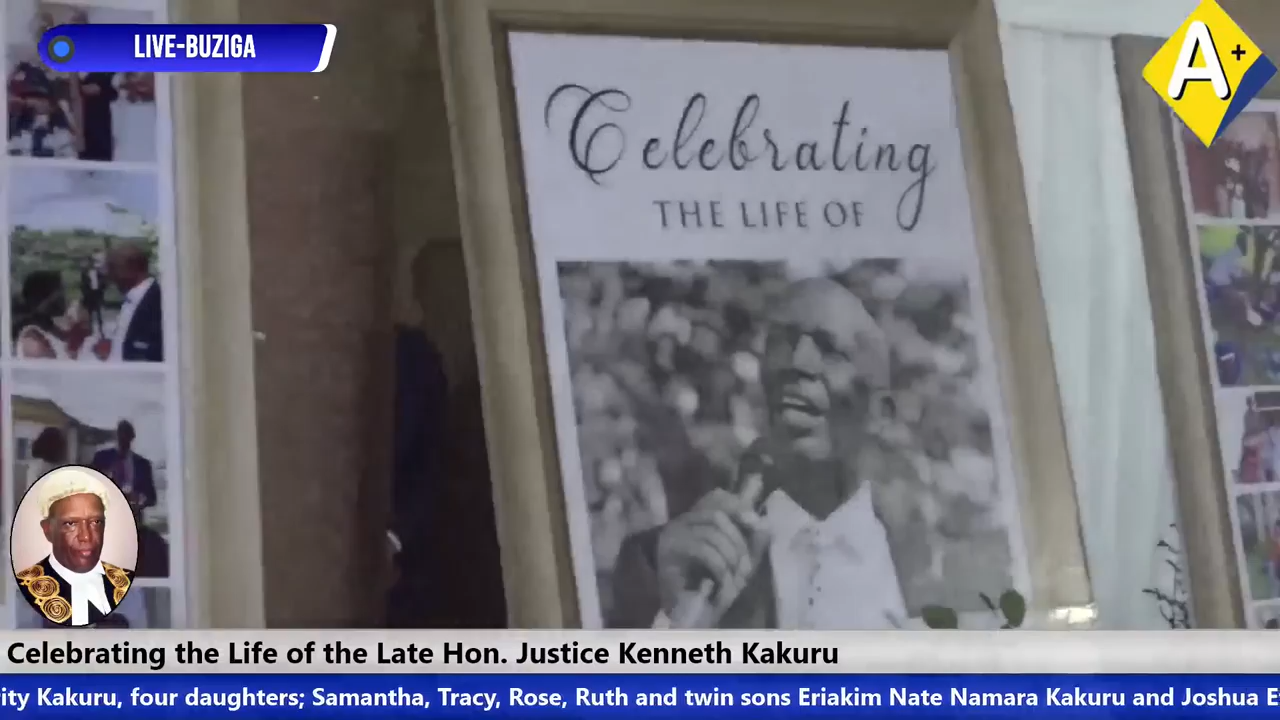 LIVE-BUZIGA
A+
Celebrating
THE LIFE OF
Celebrating the Life of the Late Hon. Justice Kenneth Kakuru
Kakuru, four daughters; Samantha, Tracy, Rose, Ruth and twin sons Eriakim Nate Namara Kakuru and Joshua